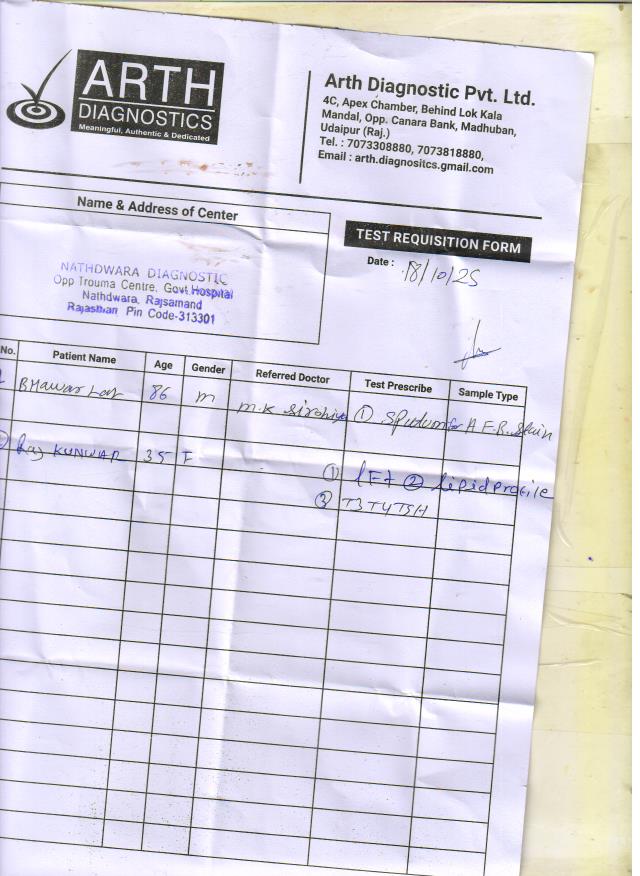 ARTH
DIAGNOSTICS
Meaningful, Authentic & Dedicated
Arth Diagnostic Pvt. Ltd.
4C, Apex Chamber, Behind Lok Kala
Mandal, Opp. Canara Bank, Madhuban,
Udaipur (Raj.)
Tel. : 7073308880, 7073818880,
Email : arth.diagnositcs.gmail.com
Name & Address of Center
NATHDWARA DIAGNOSTIC
Opp Trouma Centre, Govt Hospital
Nathdwara, Rajsamand
Rajasthan Pin Code-313301
TEST REQUISITION FORM
Date : 18/10/25
No. Patient Name Age Gender Referred Doctor Test Prescribe Sample Type
BHawar Lal 86 m M.K Sirohiya ① Sputum for A.F.B. Stain
② Raj KUNWAR 35 F ① LFT ② Lipid profile
③ T3 T4 TSH